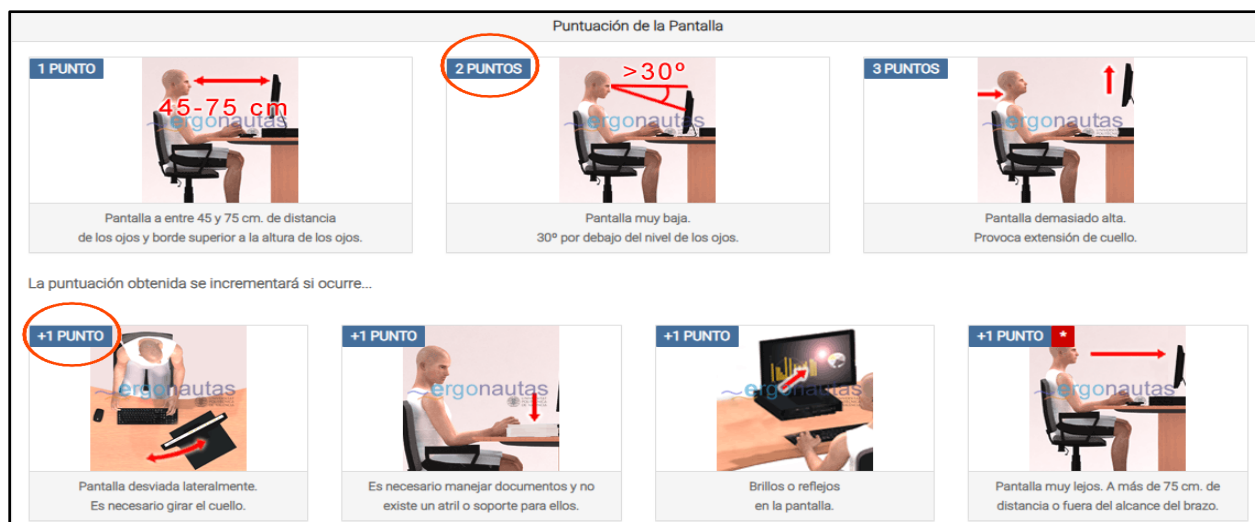 Puntuación de la Pantalla
1 PUNTO
45-75 cm
ergonautas
Pantalla a entre 45 y 75 cm. de distancia
de los ojos y borde superior a la altura de los ojos.
2 PUNTOS
>30º
ergonautas
Pantalla muy baja.
30º por debajo del nivel de los ojos.
3 PUNTOS
ergonautas
Pantalla demasiado alta.
Provoca extensión de cuello.
La puntuación obtenida se incrementará si ocurre...
+1 PUNTO
ergonautas
Pantalla desviada lateralmente.
Es necesario girar el cuello.
+1 PUNTO
ergonautas
Es necesario manejar documentos y no
existe un atril o soporte para ellos.
+1 PUNTO
ergonautas
Brillos o reflejos
en la pantalla.
+1 PUNTO *
ergonautas
Pantalla muy lejos. A más de 75 cm. de
distancia o fuera del alcance del brazo.